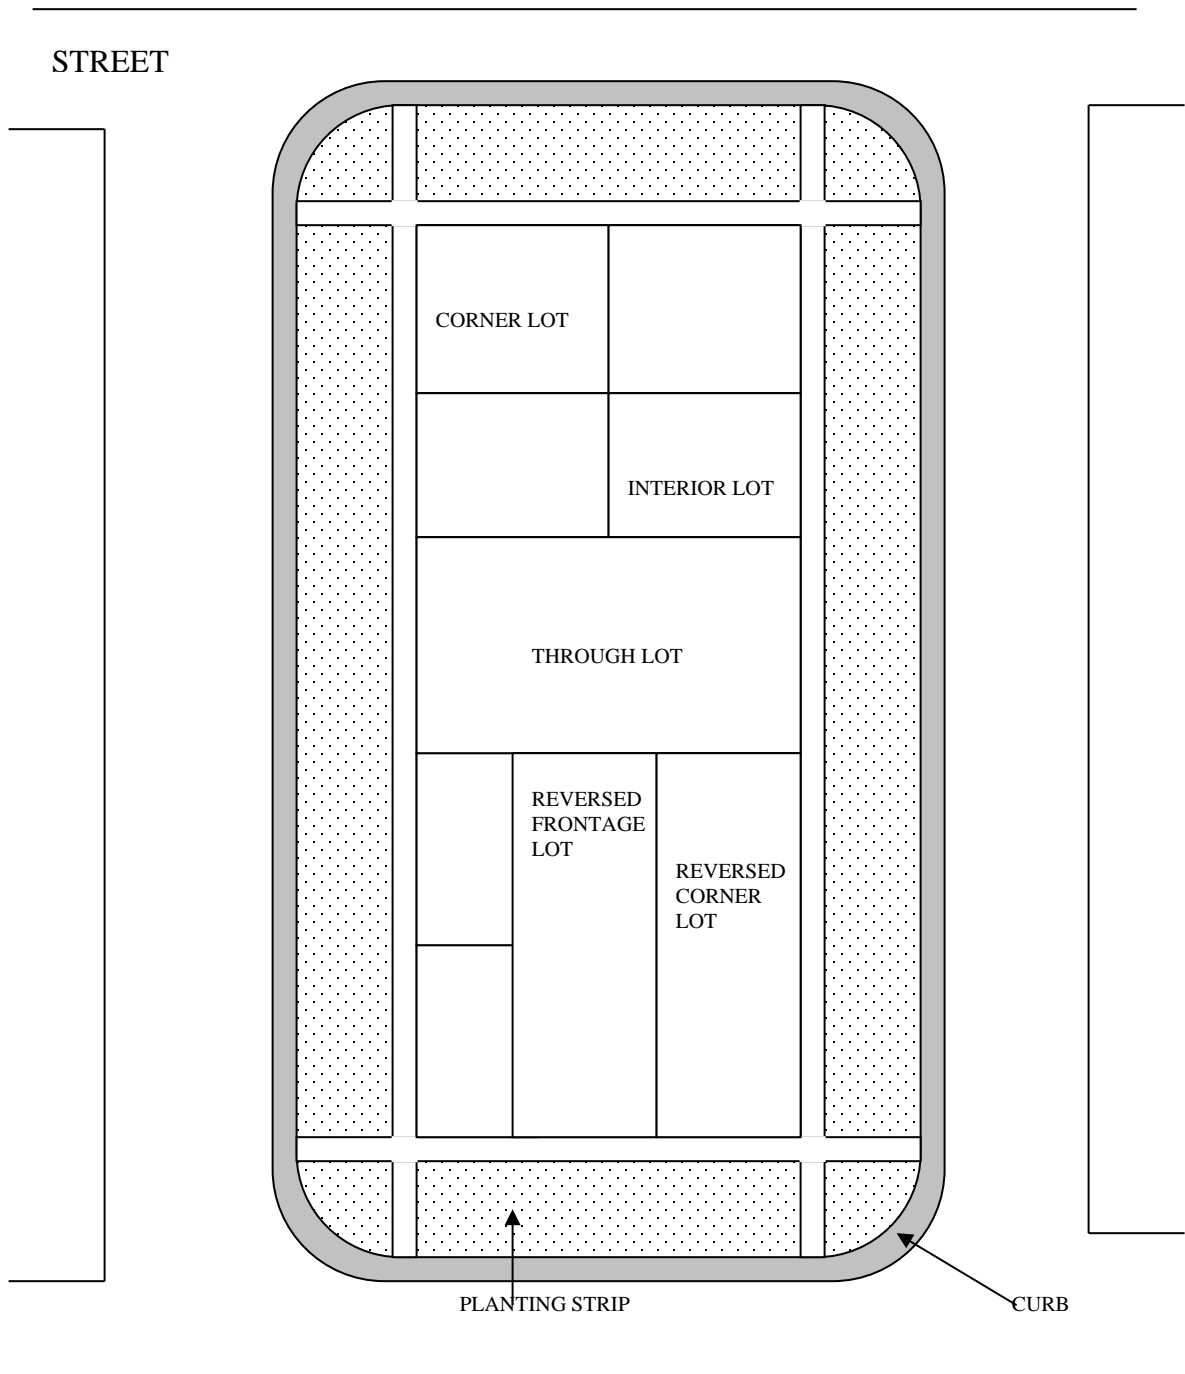 STREET
CORNER LOT
INTERIOR LOT
THROUGH LOT
REVERSED
FRONTAGE
LOT
REVERSED
CORNER
LOT
PLANTING STRIP
CURB